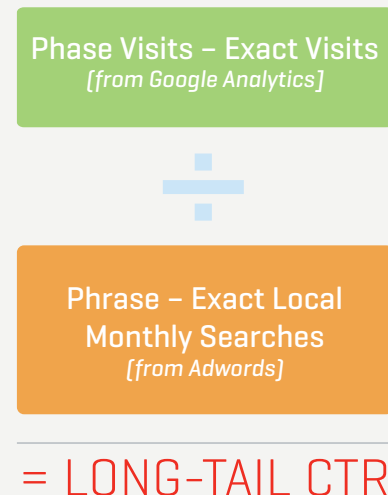 Phase Visits – Exact Visits
(from Google Analytics)
÷
Phrase – Exact Local
Monthly Searches
(from Adwords)
= LONG-TAIL CTR